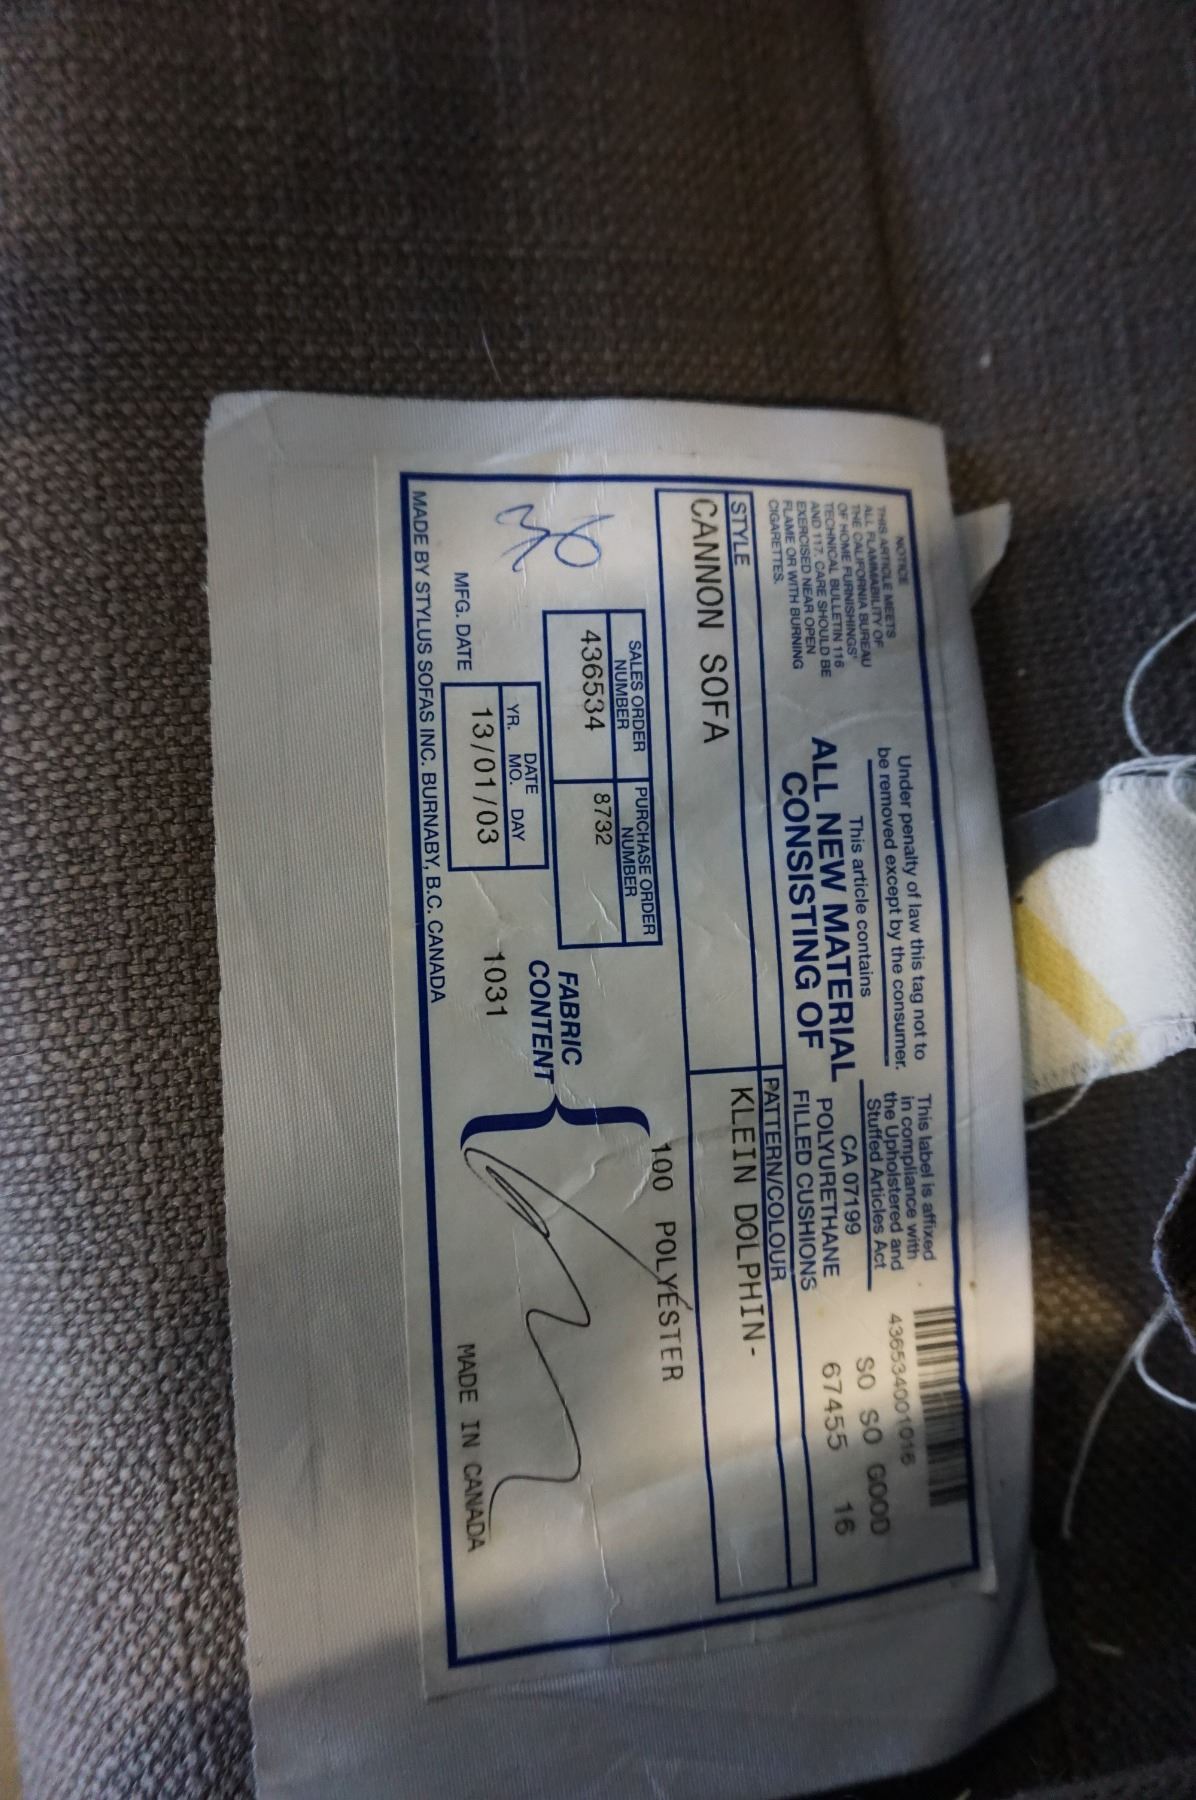 NOTICE
THIS ARTICLE MEETS
ALL FLAMMABILITY OF
THE CALIFORNIA BUREAU
OF HOME FURNISHINGS"
TECHNICAL BULLETIN 116
AND 117. CARE SHOULD BE
EXERCISED NEAR OPEN
FLAME OR WITH BURNING
CIGARETTES.
Under penalty of law this tag not to
be removed except by the consumer.
This article contains
ALL NEW MATERIAL
CONSISTING OF
This label is affixed
in compliance with
the Upholstered and
Stuffed Articles Act
CA 07199
POLYURETHANE
FILLED CUSHIONS
436534001016
SO SO GOOD
67455 16
STYLE
CANNON SOFA
PATTERN/COLOUR
KLEIN DOLPHIN-
SALES ORDER
NUMBER
436534
PURCHASE ORDER
NUMBER
8732
FABRIC
CONTENT
100 POLYESTER
DATE
YR. MO. DAY
MFG. DATE
13/01/03
1031
MADE IN CANADA
MADE BY STYLUS SOFAS INC. BURNABY, B.C. CANADA